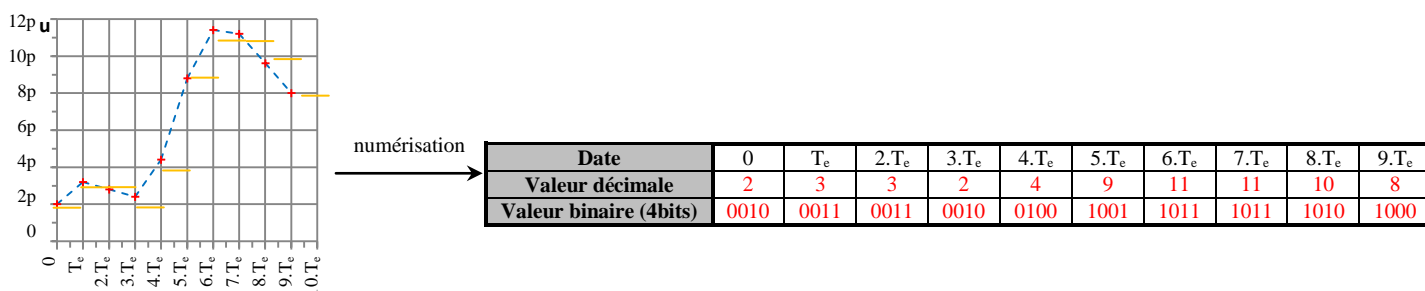 12p u
10p
8p
6p
4p
2p
0
0 Te 2.Te 3.Te 4.Te 5.Te 6.Te 7.Te 8.Te 9.Te 0.Te
numérisation
Date 0 Te 2.Te 3.Te 4.Te 5.Te 6.Te 7.Te 8.Te 9.Te
Valeur décimale 2 3 3 2 4 9 11 11 10 8
Valeur binaire (4bits) 0010 0011 0011 0010 0100 1001 1011 1011 1010 1000